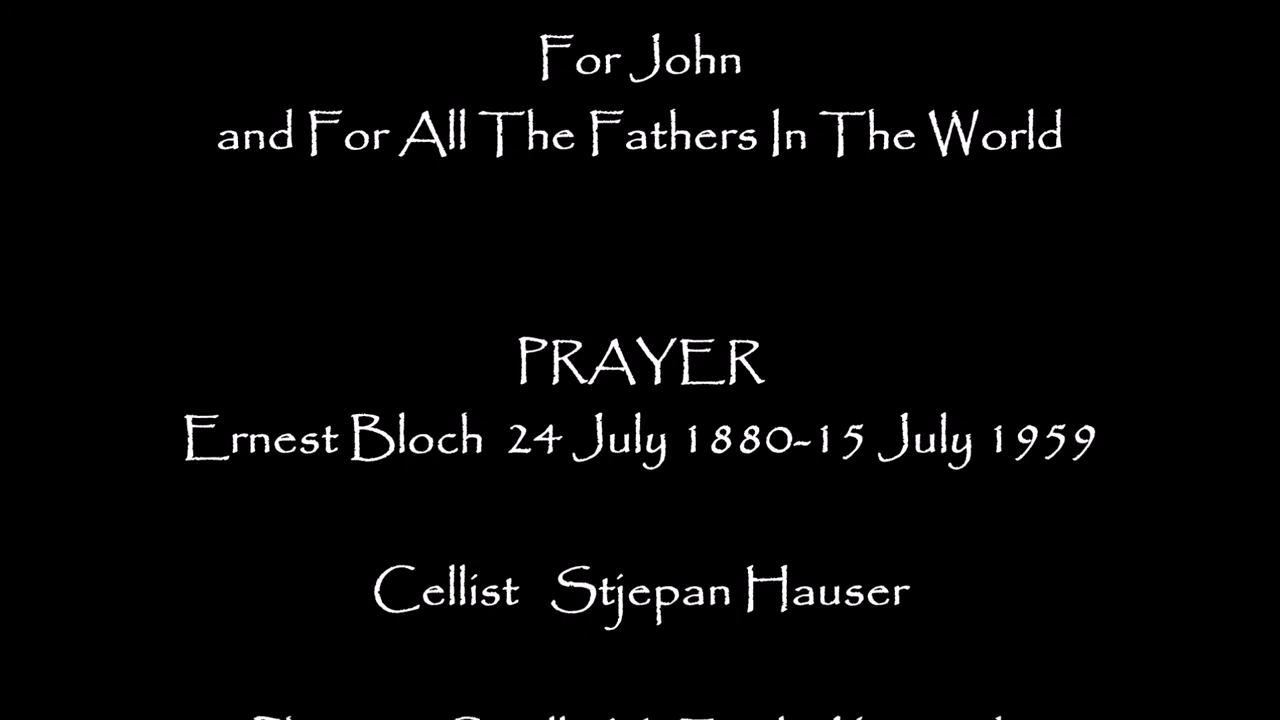 For John
and For All The Fathers In The World
PRAYER
Ernest Bloch 24 July 1880-15 July 1959
Cellist Stjepan Hauser